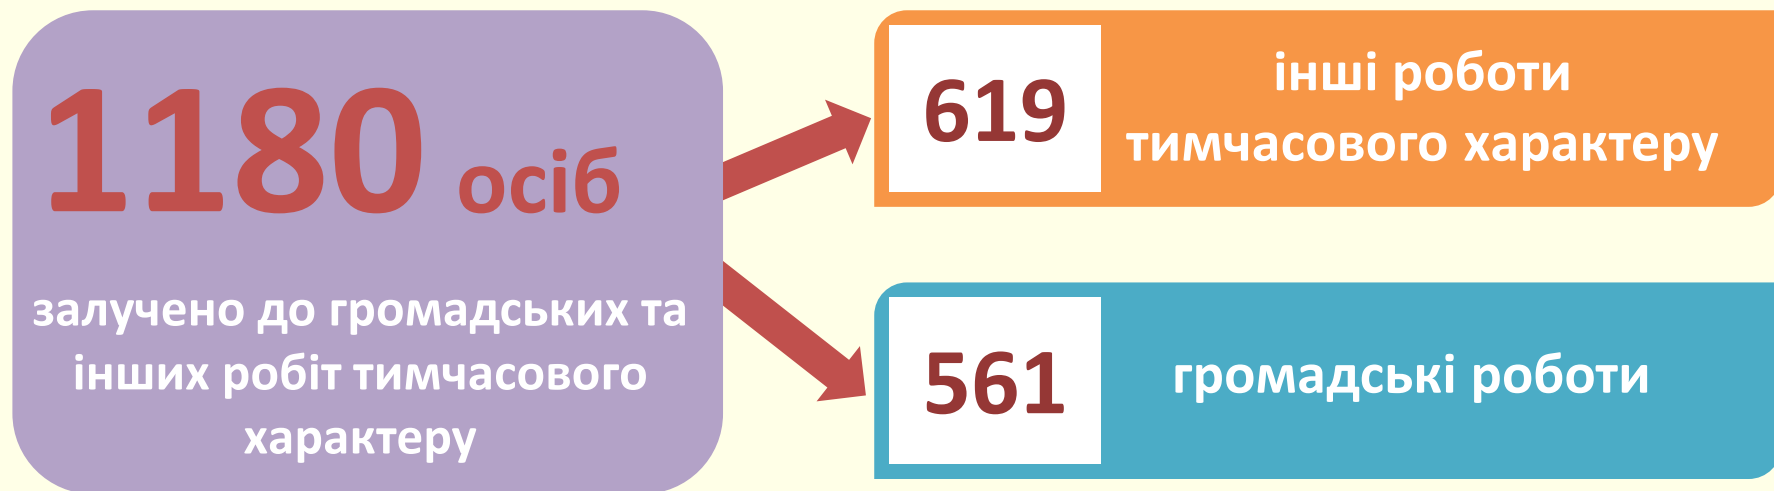 1180 осіб
залучено до громадських та
інших робіт тимчасового
характеру
619
інші роботи
тимчасового характеру
561
громадські роботи